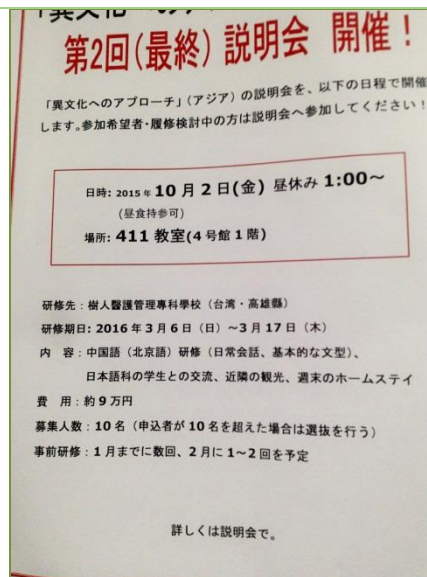 「異文化へのア
第2回(最終)説明会 開催!
「異文化へのアプローチ」(アジア)の説明会を、以下の日程で開催
します。参加希望者・履修検討中の方は説明会へ参加してください!
日時: 2015年 10月2日(金) 昼休み 1:00~
(昼食持参可)
場所: 411教室(4号館1階)
研修先:樹人醫護管理專科學校(台湾・高雄縣)
研修期日: 2016年3月6日(日)~3月17日(木)
内 容:中国語(北京語)研修(日常会話、基本的な文型)、
日本語科の学生との交流、近隣の観光、週末のホームステイ
費 用:約9万円
募集人数:10名(申込者が10名を超えた場合は選抜を行う)
事前研修:1月までに数回、2月に1~2回を予定
詳しくは説明会で。